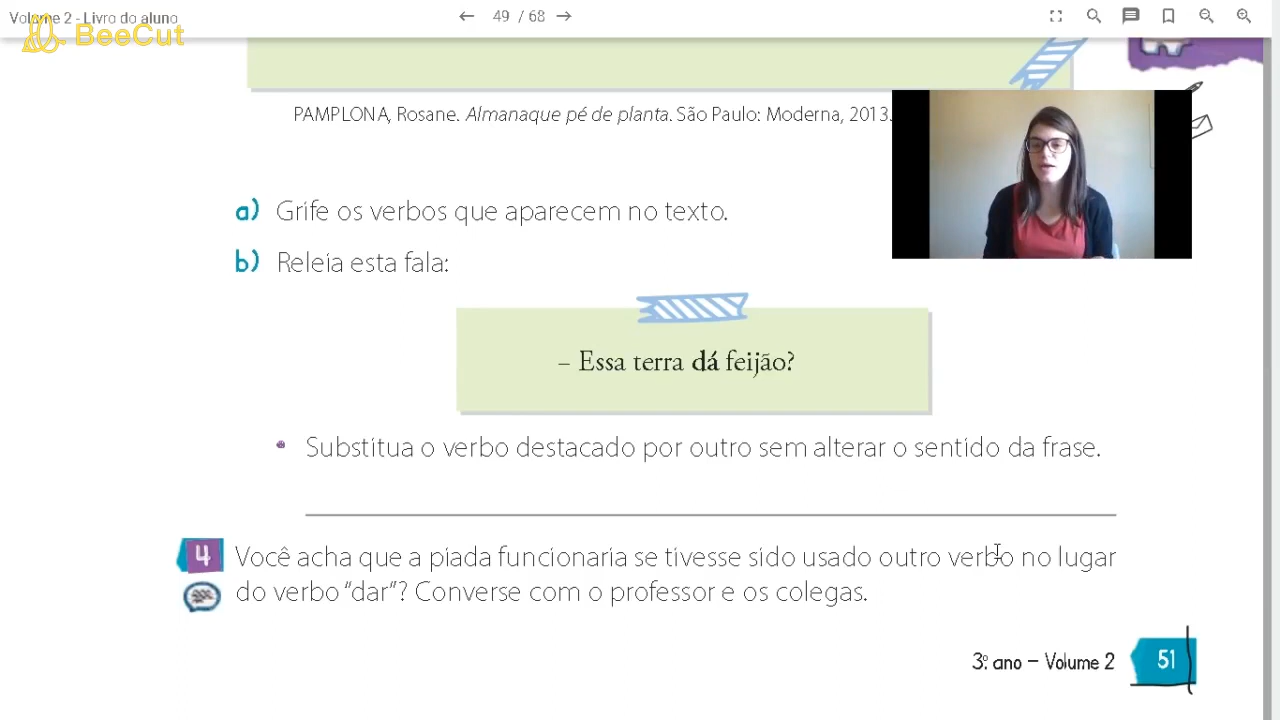 Volume 2 - Livro do aluno
49 / 68
BeeCut
PAMPLONA, Rosane. Almanaque pé de planta. São Paulo: Moderna, 2013.
a) Grife os verbos que aparecem no texto.
b) Releia esta fala:
– Essa terra dá feijão?
• Substitua o verbo destacado por outro sem alterar o sentido da frase.
4 Você acha que a piada funcionaria se tivesse sido usado outro verbo no lugar
do verbo “dar”? Converse com o professor e os colegas.
3º. ano – Volume 2 51